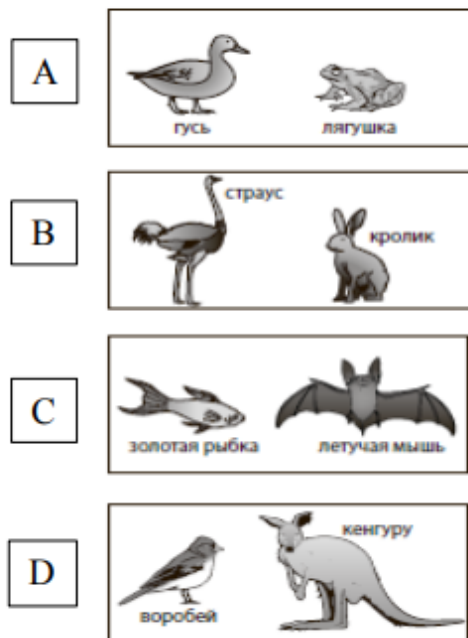 A
гусь лягушка
B
страус
кролик
C
золотая рыбка летучая мышь
D
кенгуру
воробей